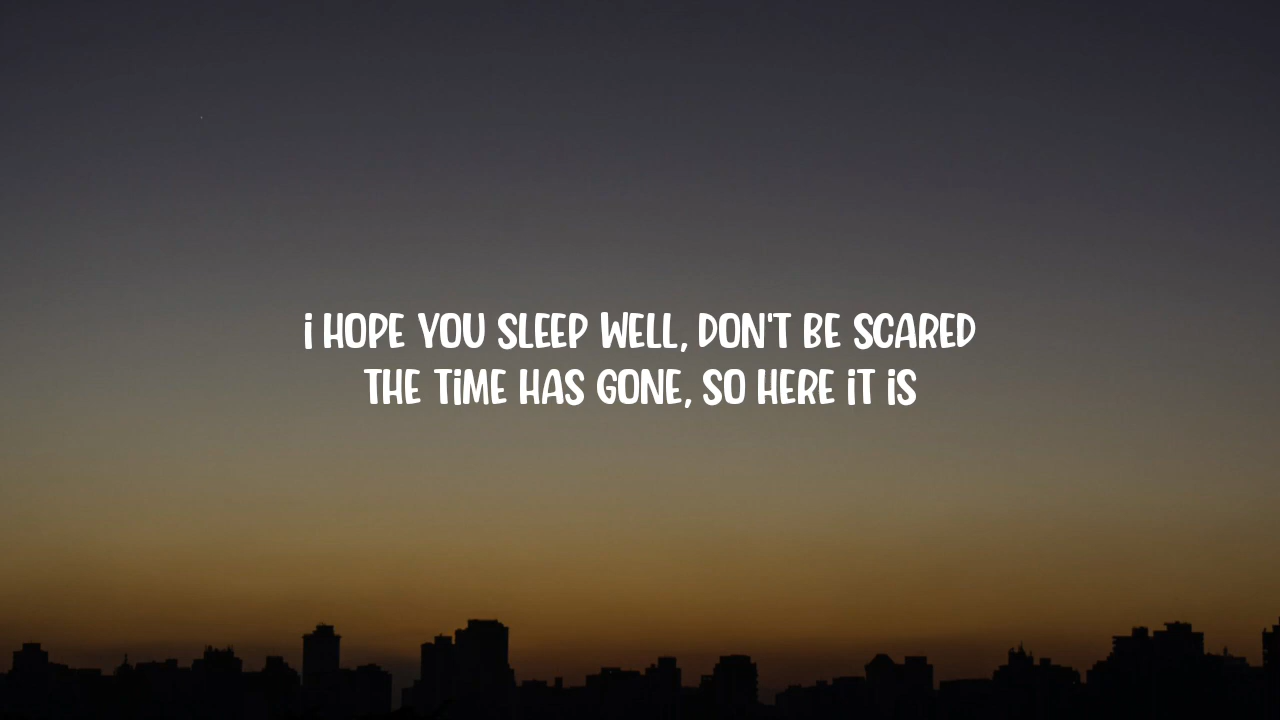 i HOPE YOU SLEEP WELL, DON'T BE SCARED
THE TiME HAS GONE, SO HERE iT iS